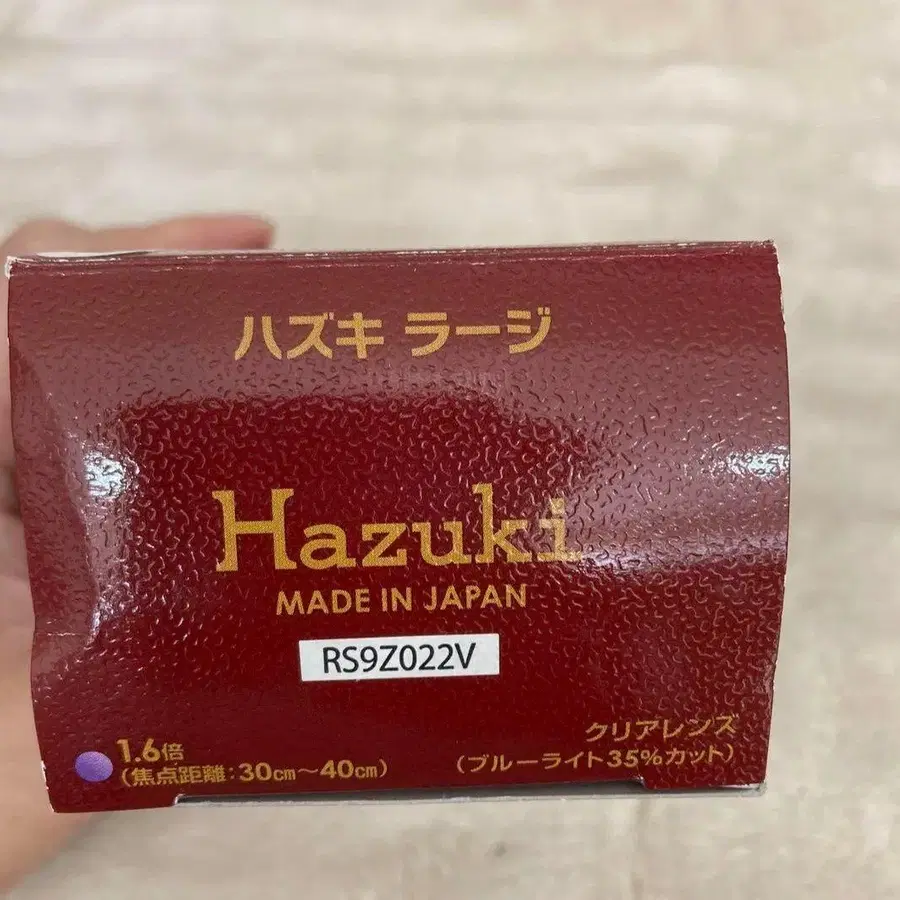 ハズキ ラージ
Hazuki
MADE IN JAPAN
RS9Z022V
1.6倍
(焦点距離:30cm〜40cm)
クリアレンズ
(ブルーライト35%カット)